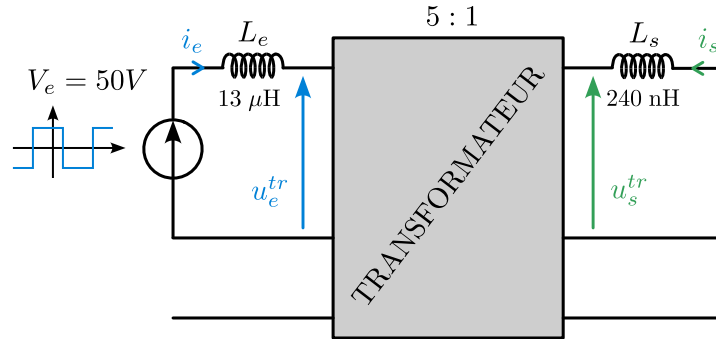 5 : 1
i_e
L_e
L_s
i_s
V_e = 50V
13 μH
240 nH
u_e^{tr}
u_s^{tr}
TRANSFORMATEUR